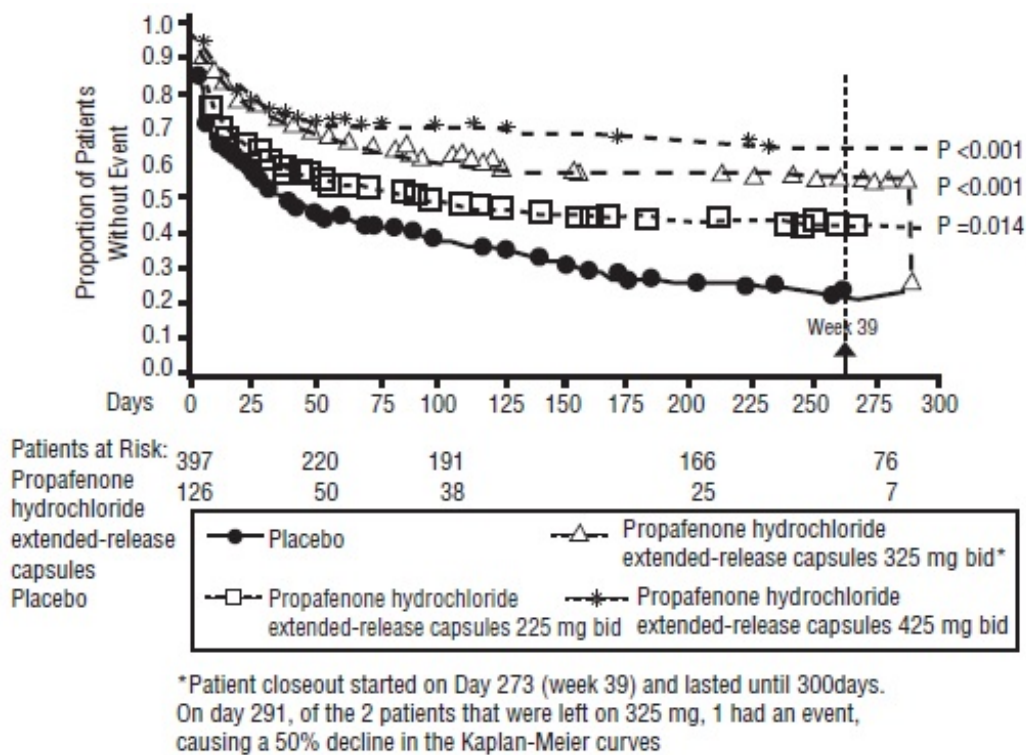 Proportion of Patients
Without Event
1.0
0.9
0.8
0.7
0.6
0.5
0.4
0.3
0.2
0.1
0.0
P <0.001
P <0.001
P =0.014
Week 39
Days 0 25 50 75 100 125 150 175 200 225 250 275 300
Patients at Risk:
Propafenone
hydrochloride
extended-release
capsules
Placebo
397 220 191 166 76
126 50 38 25 7
Placebo
Propafenone hydrochloride
extended-release capsules 325 mg bid*
Propafenone hydrochloride
extended-release capsules 225 mg bid
Propafenone hydrochloride
extended-release capsules 425 mg bid
*Patient closeout started on Day 273 (week 39) and lasted until 300days.
On day 291, of the 2 patients that were left on 325 mg, 1 had an event,
causing a 50% decline in the Kaplan-Meier curves